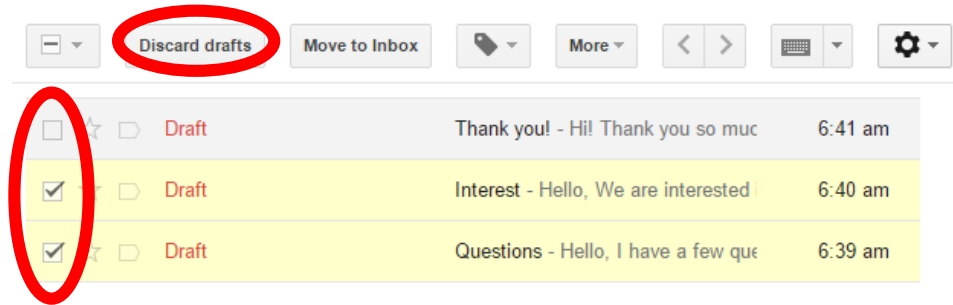 Discard drafts Move to Inbox More
Draft Thank you! - Hi! Thank you so muc 6:41 am
Draft Interest - Hello, We are interested 6:40 am
Draft Questions - Hello, I have a few que 6:39 am